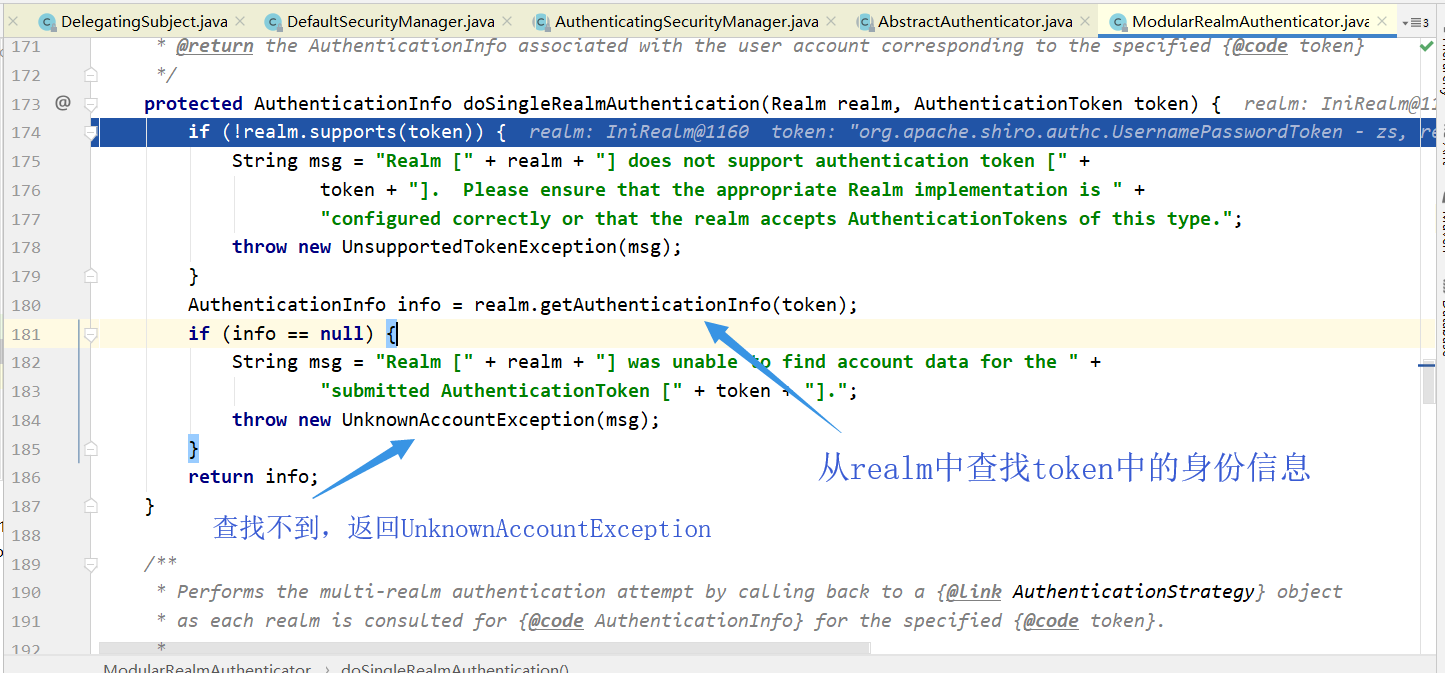 DelegatingSubject.java DefaultSecurityManager.java AuthenticatingSecurityManager.java AbstractAuthenticator.java ModularRealmAuthenticator.java
171 * @return the AuthenticationInfo associated with the user account corresponding to the specified {@code token}
172 */
173 @ protected AuthenticationInfo doSingleRealmAuthentication(Realm realm, AuthenticationToken token) { realm: IniRealm@11
174 if (!realm.supports(token)) { realm: IniRealm@1160 token: "org.apache.shiro.authc.UsernamePasswordToken - zs, re
175 String msg = "Realm [" + realm + "] does not support authentication token [" +
176 token + "]. Please ensure that the appropriate Realm implementation is " +
177 "configured correctly or that the realm accepts AuthenticationTokens of this type.";
178 throw new UnsupportedTokenException(msg);
179 }
180 AuthenticationInfo info = realm.getAuthenticationInfo(token);
181 if (info == null) {
182 String msg = "Realm [" + realm + "] was unable to find account data for the " +
183 "submitted AuthenticationToken [" + token + "].";
184 throw new UnknownAccountException(msg);
185 }
从realm中查找token中的身份信息
186 return info;
187 }
查找不到，返回UnknownAccountException
188
189 /**
190 * Performs the multi-realm authentication attempt by calling back to a {@link AuthenticationStrategy} object
191 * as each realm is consulted for {@code AuthenticationInfo} for the specified {@code token}.
192 *
ModularRealmAuthenticator › doSingleRealmAuthentication()